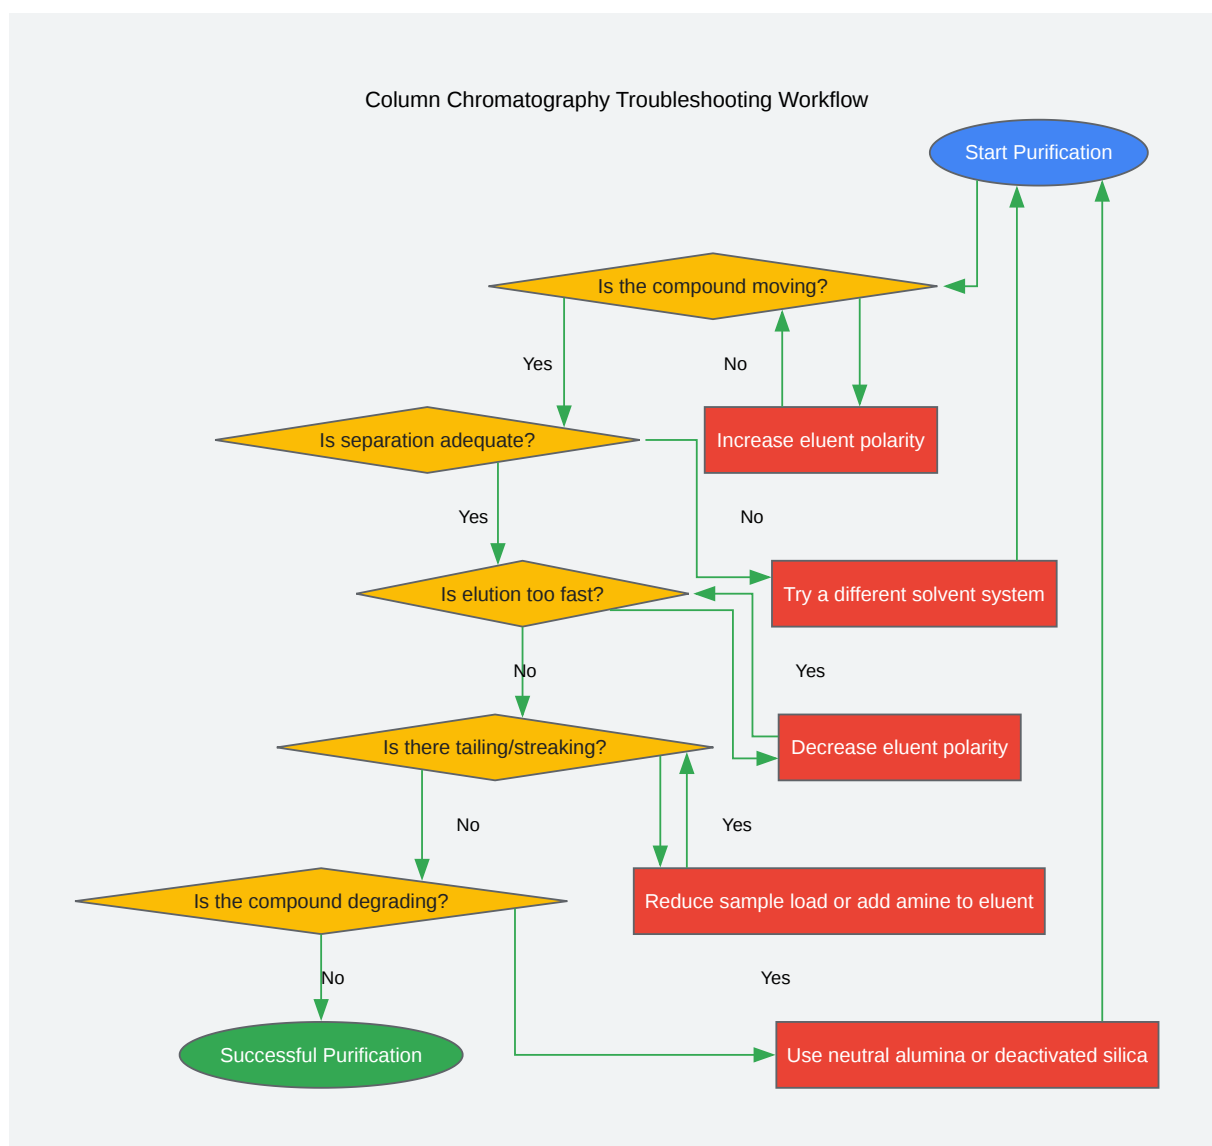 Column Chromatography Troubleshooting Workflow
Start Purification
Is the compound moving?
Yes
No
Is separation adequate?
Increase eluent polarity
Yes
No
Is elution too fast?
Try a different solvent system
No
Yes
Is there tailing/streaking?
Decrease eluent polarity
No
Yes
Is the compound degrading?
Reduce sample load or add amine to eluent
No
Yes
Successful Purification
Use neutral alumina or deactivated silica